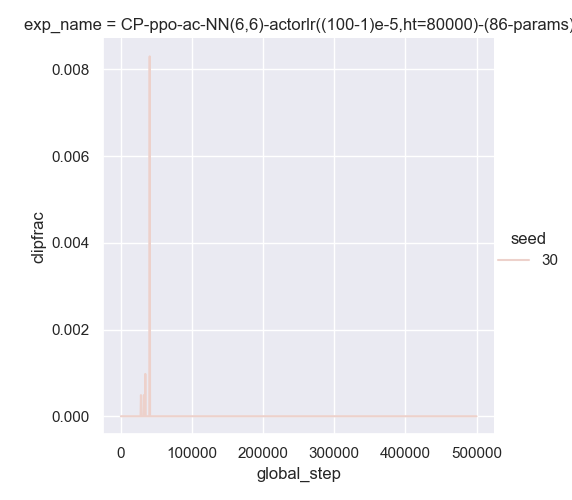 exp_name = CP-ppo-ac-NN(6,6)-actorlr((100-1)e-5,ht=80000)-(86-params)
0.008
0.006
0.004
0.002
0.000
clipfrac
seed
30
0 100000 200000 300000 400000 500000
global_step